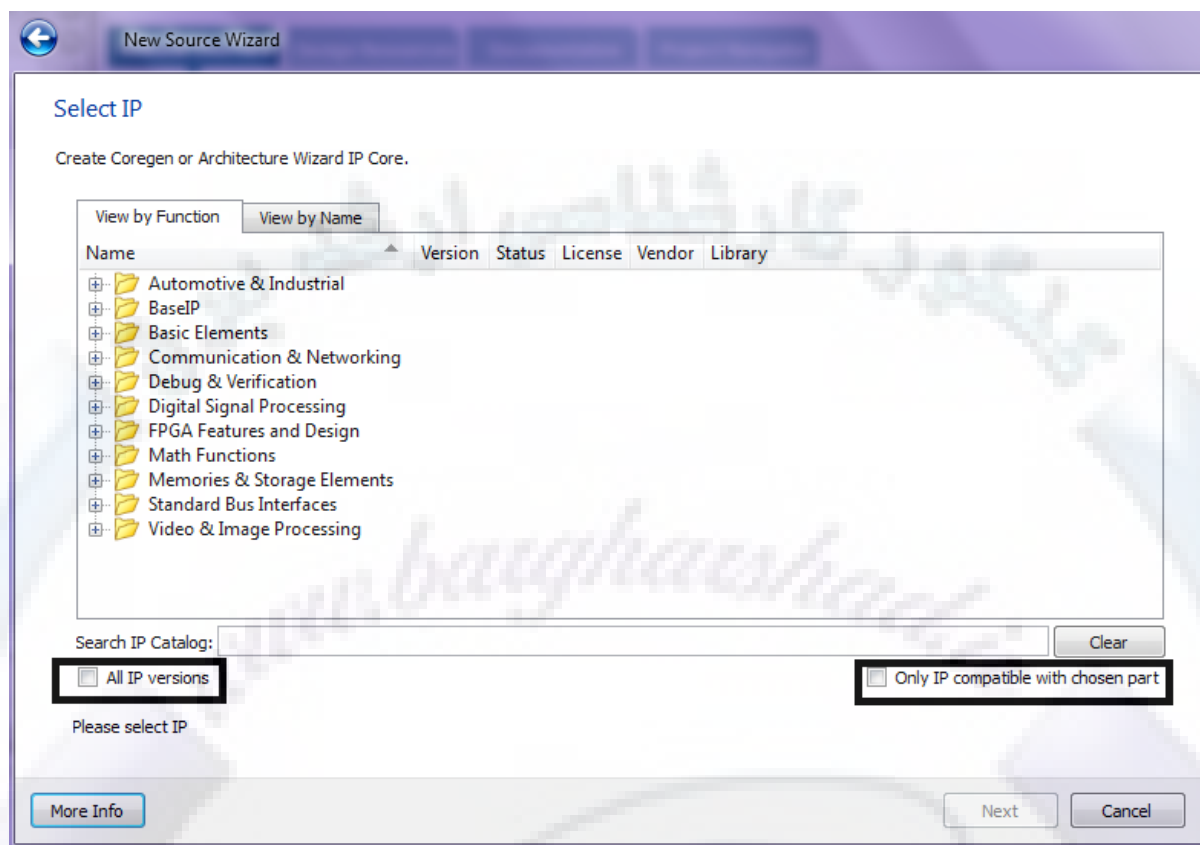 New Source Wizard
Select IP
Create Coregen or Architecture Wizard IP Core.
View by Function View by Name
Name Version Status License Vendor Library
Automotive & Industrial
BaseIP
Basic Elements
Communication & Networking
Debug & Verification
Digital Signal Processing
FPGA Features and Design
Math Functions
Memories & Storage Elements
Standard Bus Interfaces
Video & Image Processing
Search IP Catalog: Clear
All IP versions Only IP compatible with chosen part
Please select IP
More Info Next Cancel